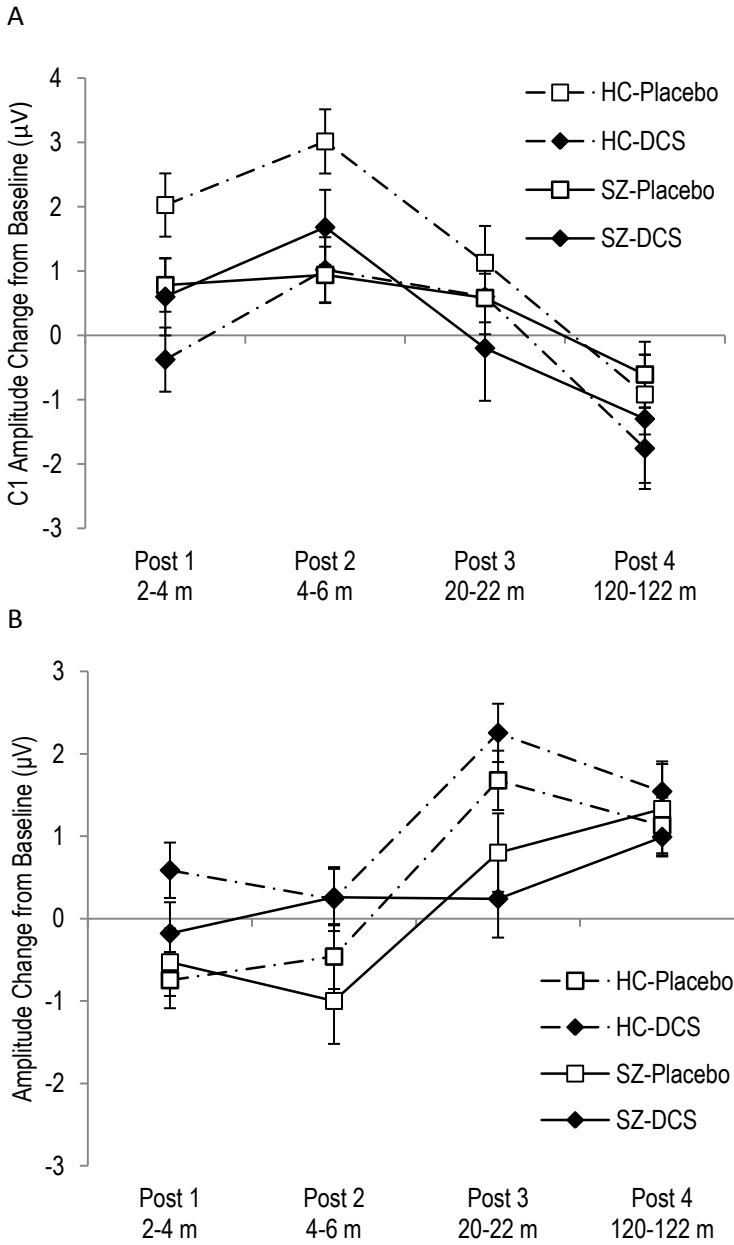 A
C1 Amplitude Change from Baseline (µV)
4
3
2
1
0
-1
-2
-3
HC-Placebo
HC-DCS
SZ-Placebo
SZ-DCS
Post 1 Post 2 Post 3 Post 4
2-4 m 4-6 m 20-22 m 120-122 m
B
Amplitude Change from Baseline (µV)
3
2
1
0
-1
-2
-3
HC-Placebo
HC-DCS
SZ-Placebo
SZ-DCS
Post 1 Post 2 Post 3 Post 4
2-4 m 4-6 m 20-22 m 120-122 m